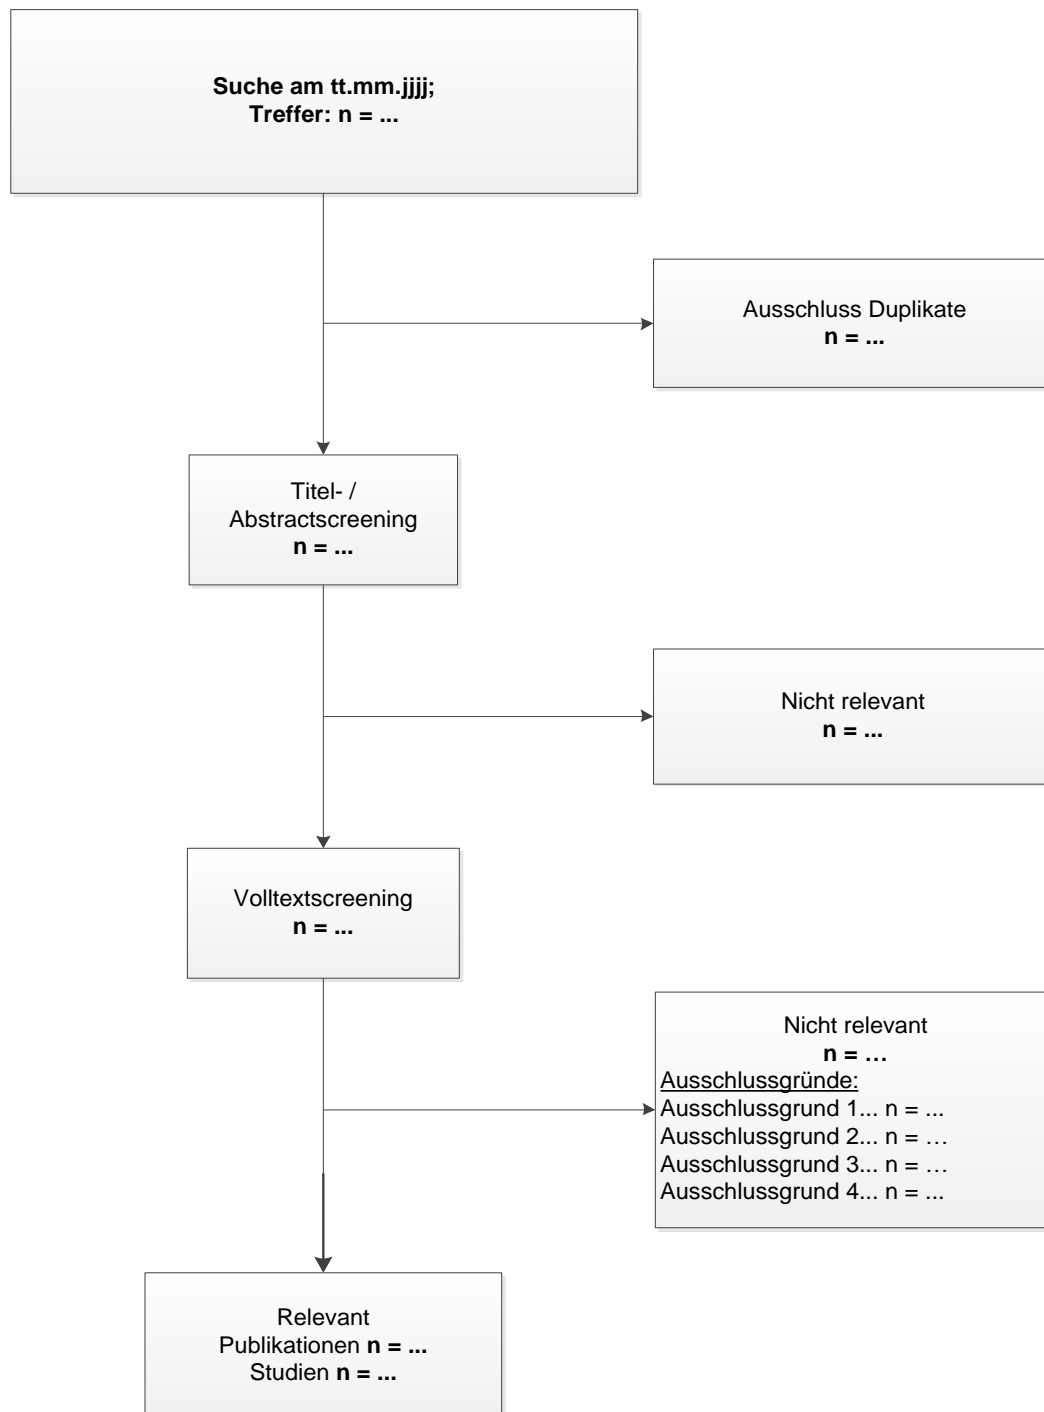 Suche am tt.mm.jjjj;
Treffer: n = ...
Ausschluss Duplikate
n = ...
Titel- /
Abstractscreening
n = ...
Nicht relevant
n = ...
Volltextscreening
n = ...
Nicht relevant
n = …
Ausschlussgründe:
Ausschlussgrund 1... n = ...
Ausschlussgrund 2... n = …
Ausschlussgrund 3... n = …
Ausschlussgrund 4... n = ...
Relevant
Publikationen n = ...
Studien n = ...